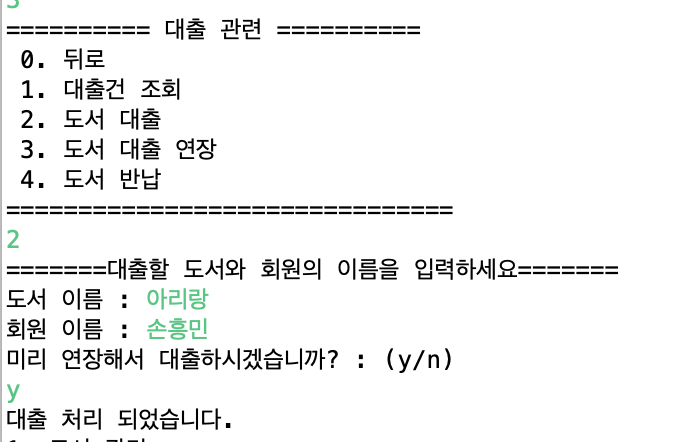 3
========== 대출 관련 ==========
0. 뒤로
1. 대출건 조회
2. 도서 대출
3. 도서 대출 연장
4. 도서 반납
===============================
2
=======대출할 도서와 회원의 이름을 입력하세요=======
도서 이름 : 아리랑
회원 이름 : 손흥민
미리 연장해서 대출하시겠습니까? : (y/n)
y
대출 처리 되었습니다.